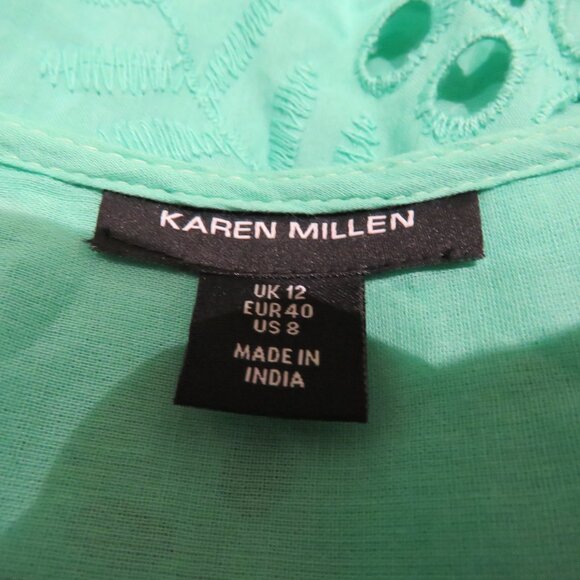 KAREN MILLEN
UK 12
EUR 40
US 8
MADE IN
INDIA